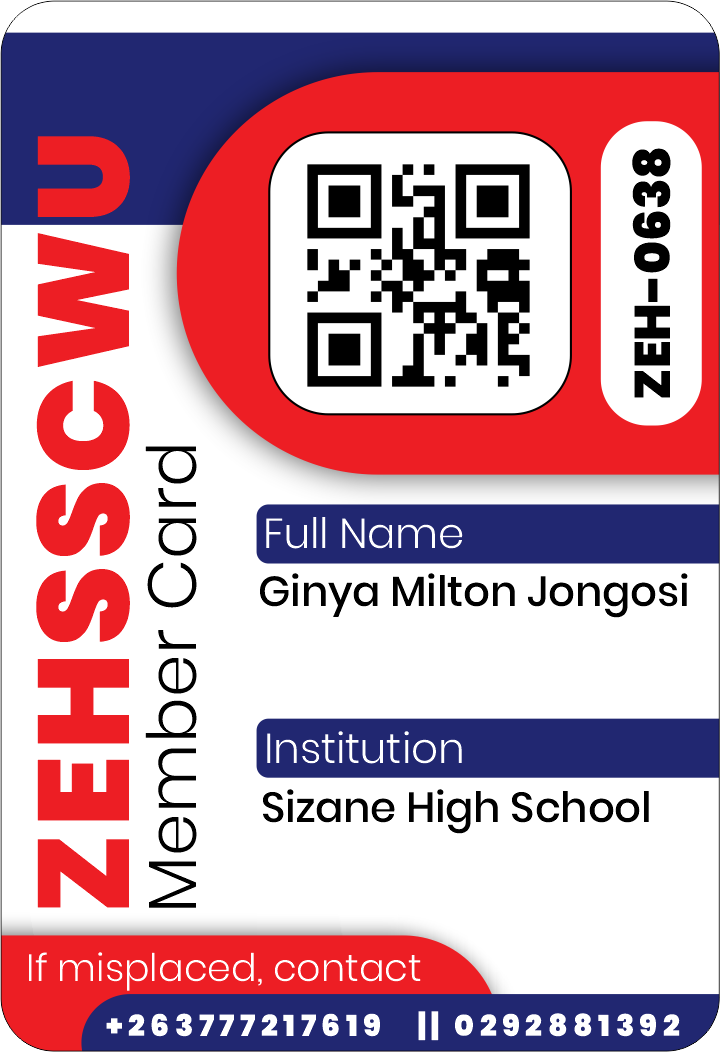 ZEHSSCWU
Member Card
ZEH-0638
Full Name
Ginya Milton Jongosi
Institution
Sizane High School
If misplaced, contact
+263777217619 || 0292881392